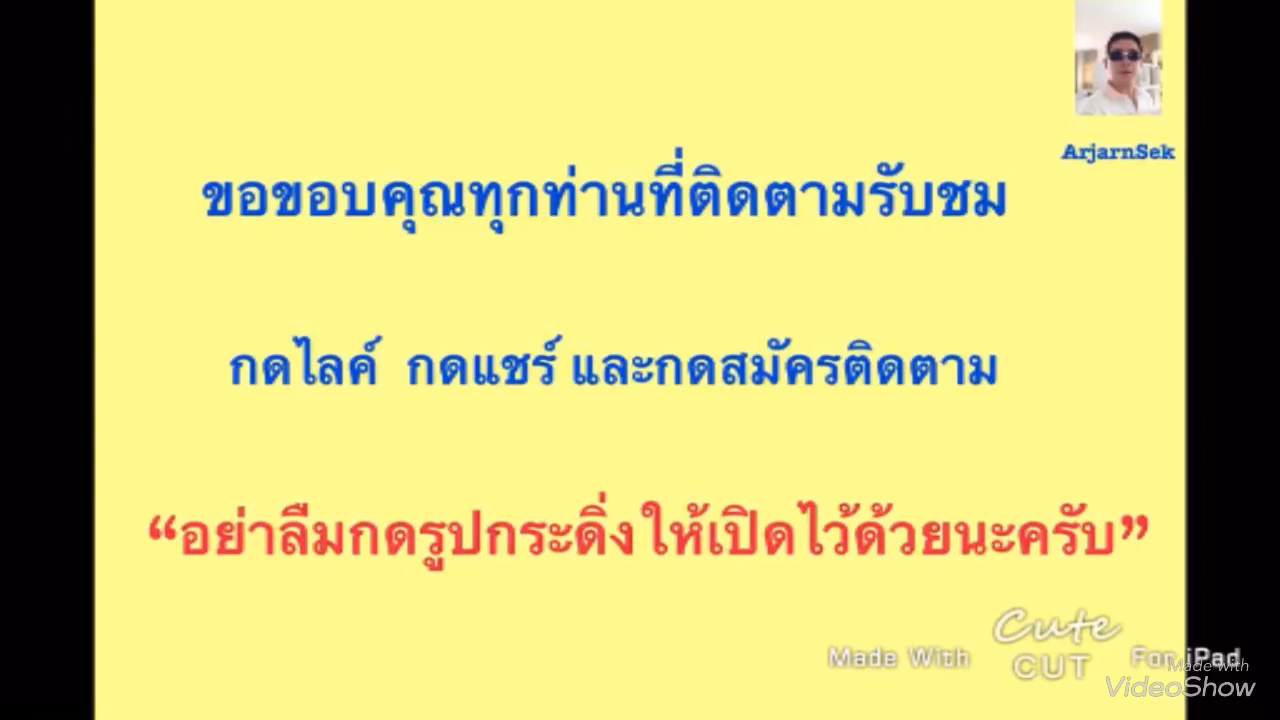 ArjarnSek
ขอขอบคุณทุกท่านที่ติดตามรับชม
กดไลค์ กดแชร์ และกดสมัครติดตาม
“อย่าลืมกดรูปกระดิ่งให้เปิดไว้ด้วยนะครับ”
Made With Cute CUT For iPad
Made with
VideoShow